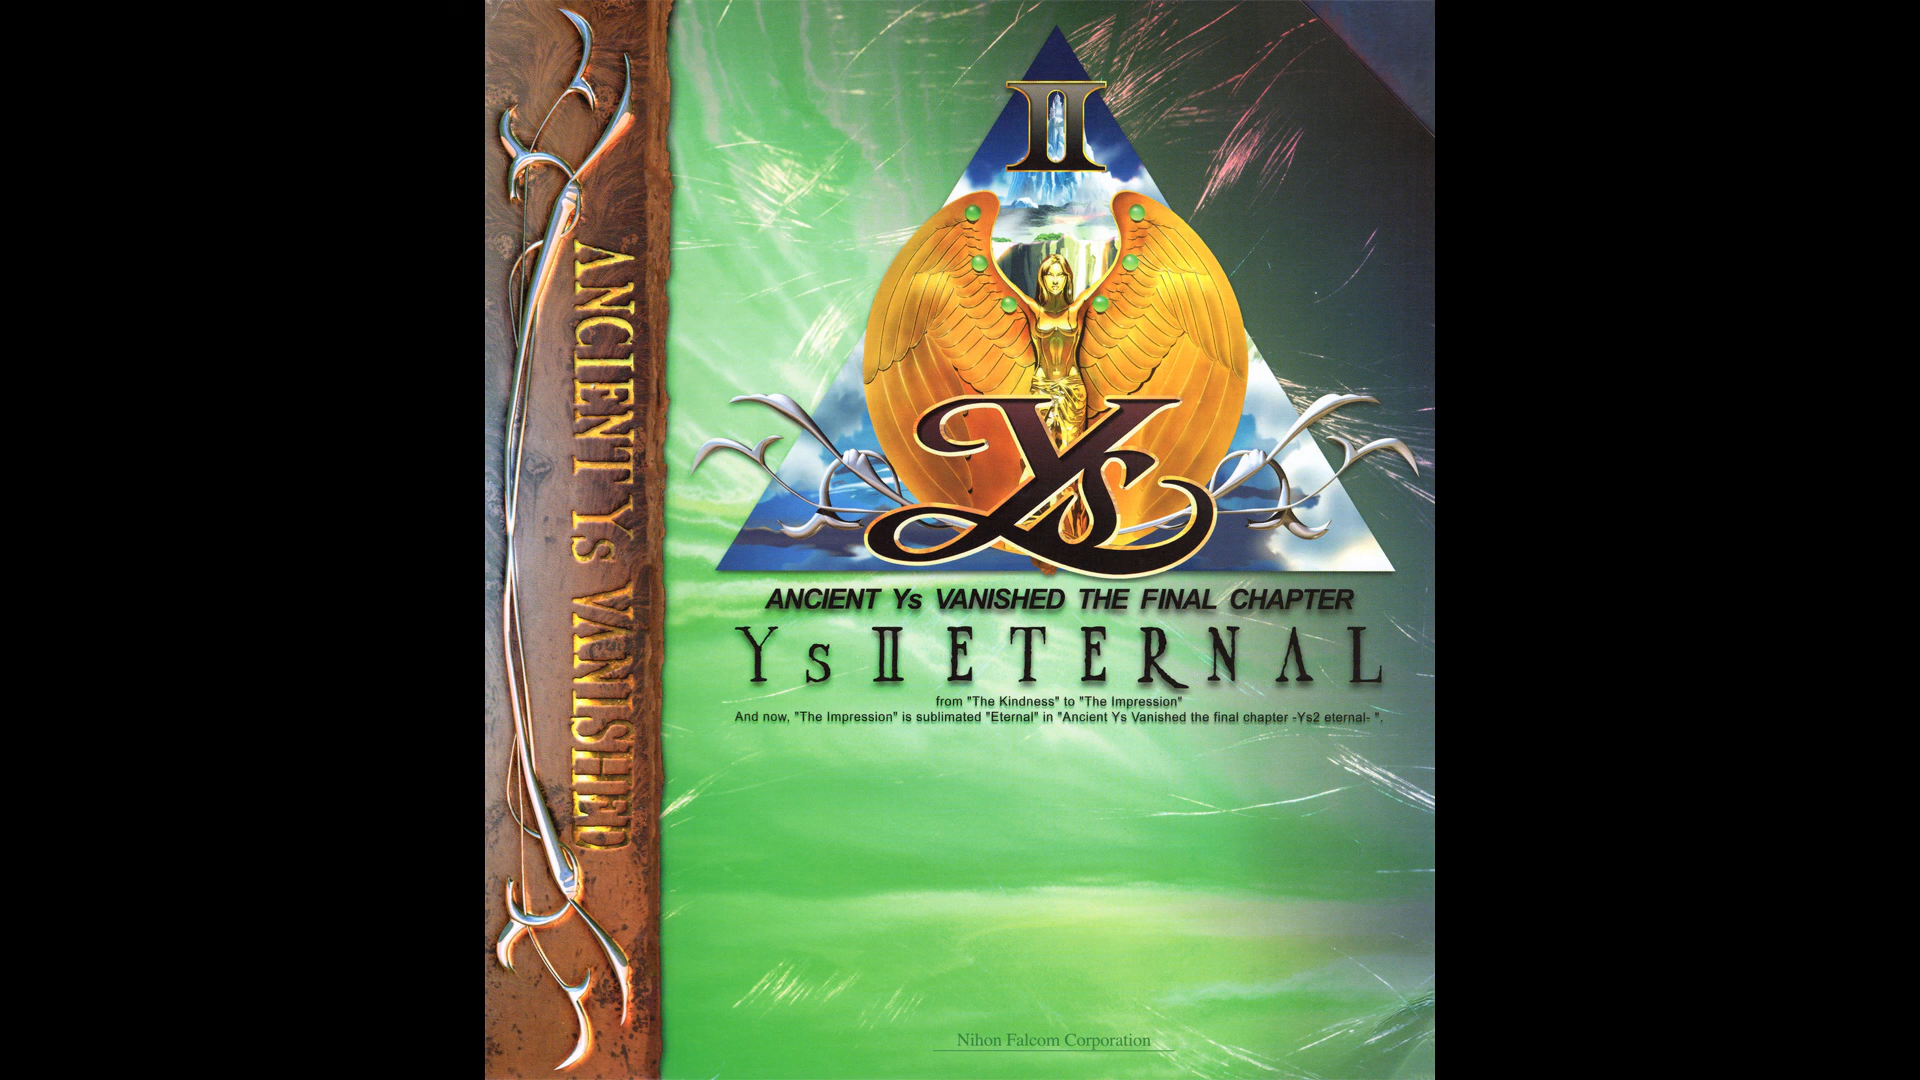 ANCIENT Ys VANISHED
II
Ys
ANCIENT Ys VANISHED THE FINAL CHAPTER
Ys II ETERNAL
from "The Kindness" to "The Impression"
And now, "The Impression" is sublimated "Eternal" in "Ancient Ys Vanished the final chapter -Ys2 eternal- ".
Nihon Falcom Corporation